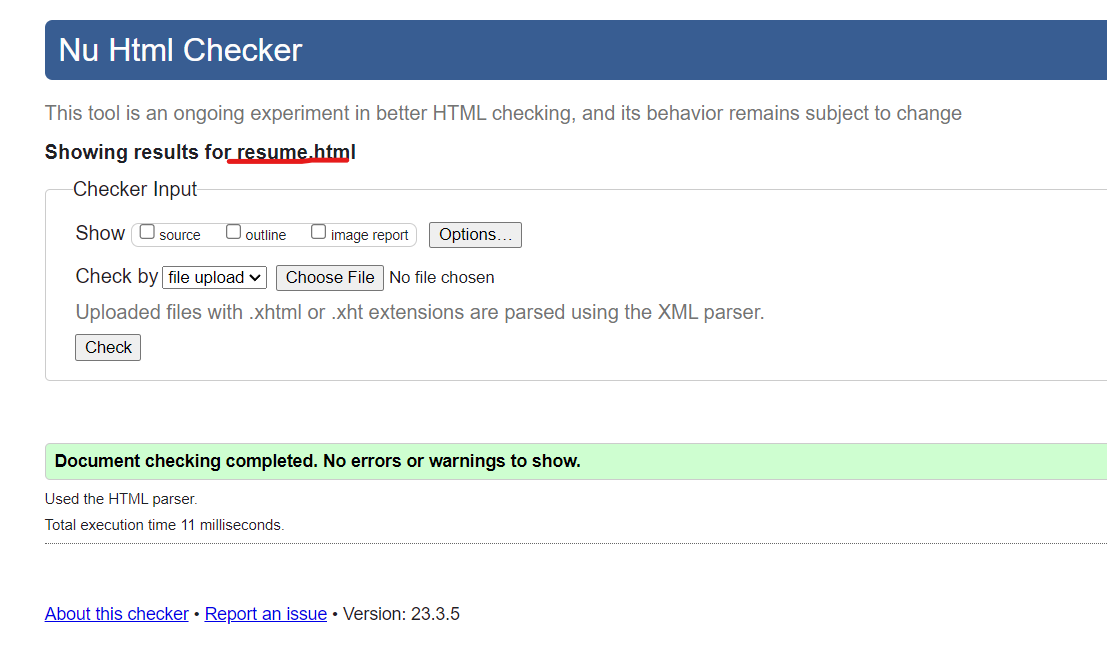 Nu Html Checker
This tool is an ongoing experiment in better HTML checking, and its behavior remains subject to change
Showing results for resume.html
Checker Input
Show source outline image report Options...
Check by file upload Choose File No file chosen
Uploaded files with .xhtml or .xht extensions are parsed using the XML parser.
Check
Document checking completed. No errors or warnings to show.
Used the HTML parser.
Total execution time 11 milliseconds.
About this checker • Report an issue • Version: 23.3.5